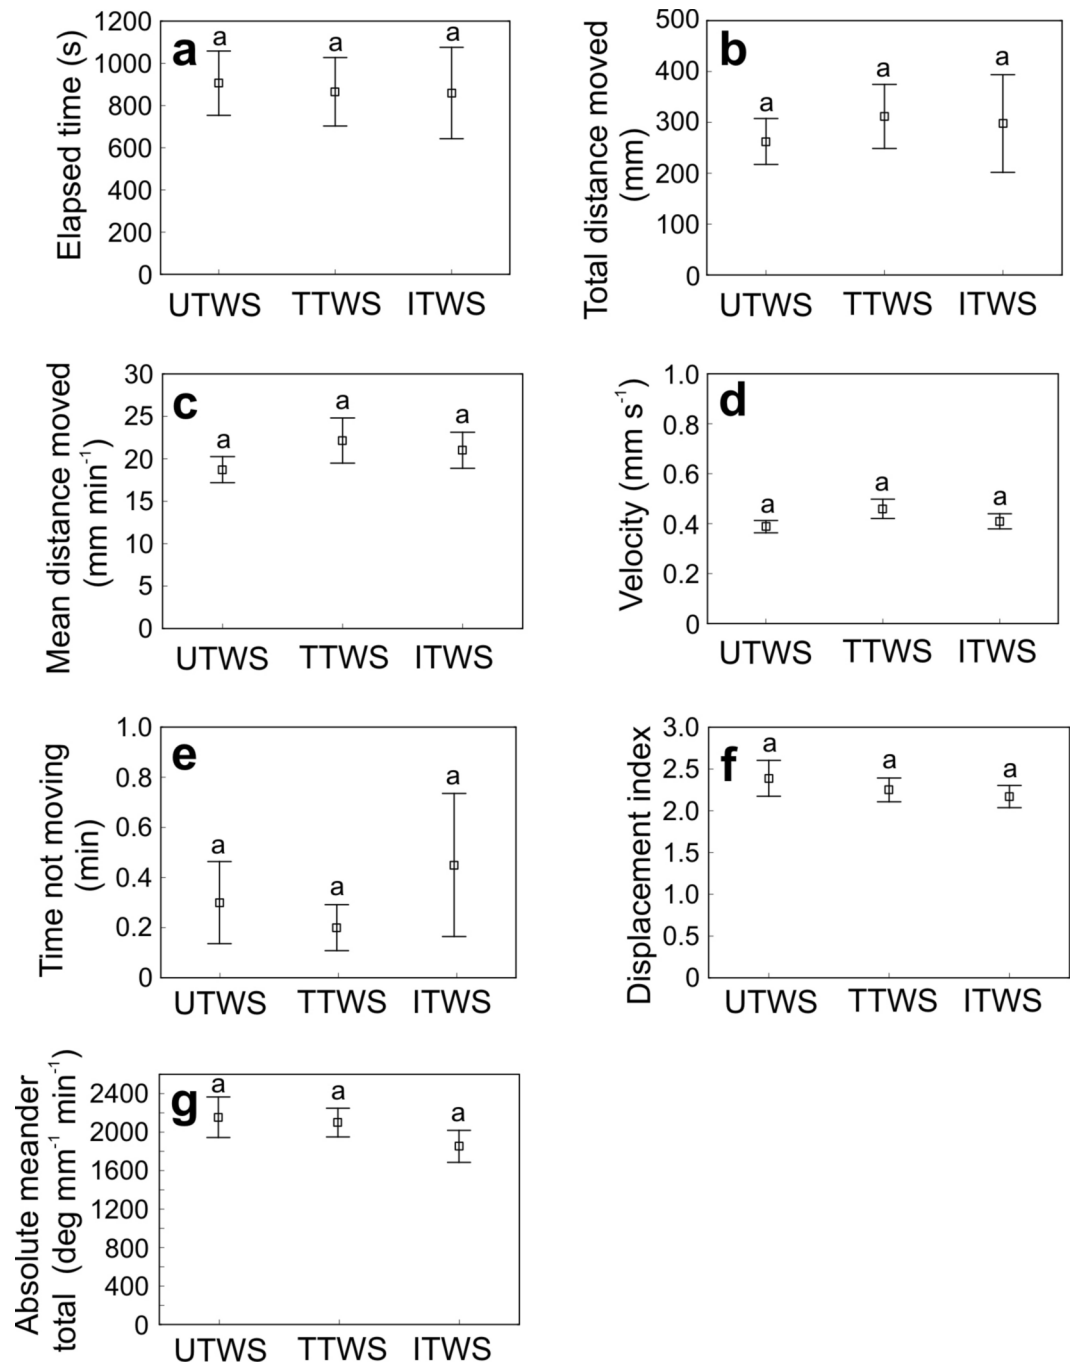 a
Elapsed time (s)
1200
1000
800
600
400
200
0
a
a
a
UTWS
TTWS
ITWS
b
Total distance moved
(mm)
500
400
300
200
100
0
a
a
a
UTWS
TTWS
ITWS
c
Mean distance moved
(mm min⁻¹)
30
25
20
15
10
5
0
a
a
a
UTWS
TTWS
ITWS
d
Velocity (mm s⁻¹)
1.0
0.8
0.6
0.4
0.2
0
a
a
a
UTWS
TTWS
ITWS
e
Time not moving
(min)
1.0
0.8
0.6
0.4
0.2
0
a
a
a
UTWS
TTWS
ITWS
f
Displacement index
3.0
2.5
2.0
1.5
1.0
0.5
0
a
a
a
UTWS
TTWS
ITWS
g
Absolute meander
total (deg mm⁻¹ min⁻¹)
2400
2000
1600
1200
800
400
0
a
a
a
UTWS
TTWS
ITWS